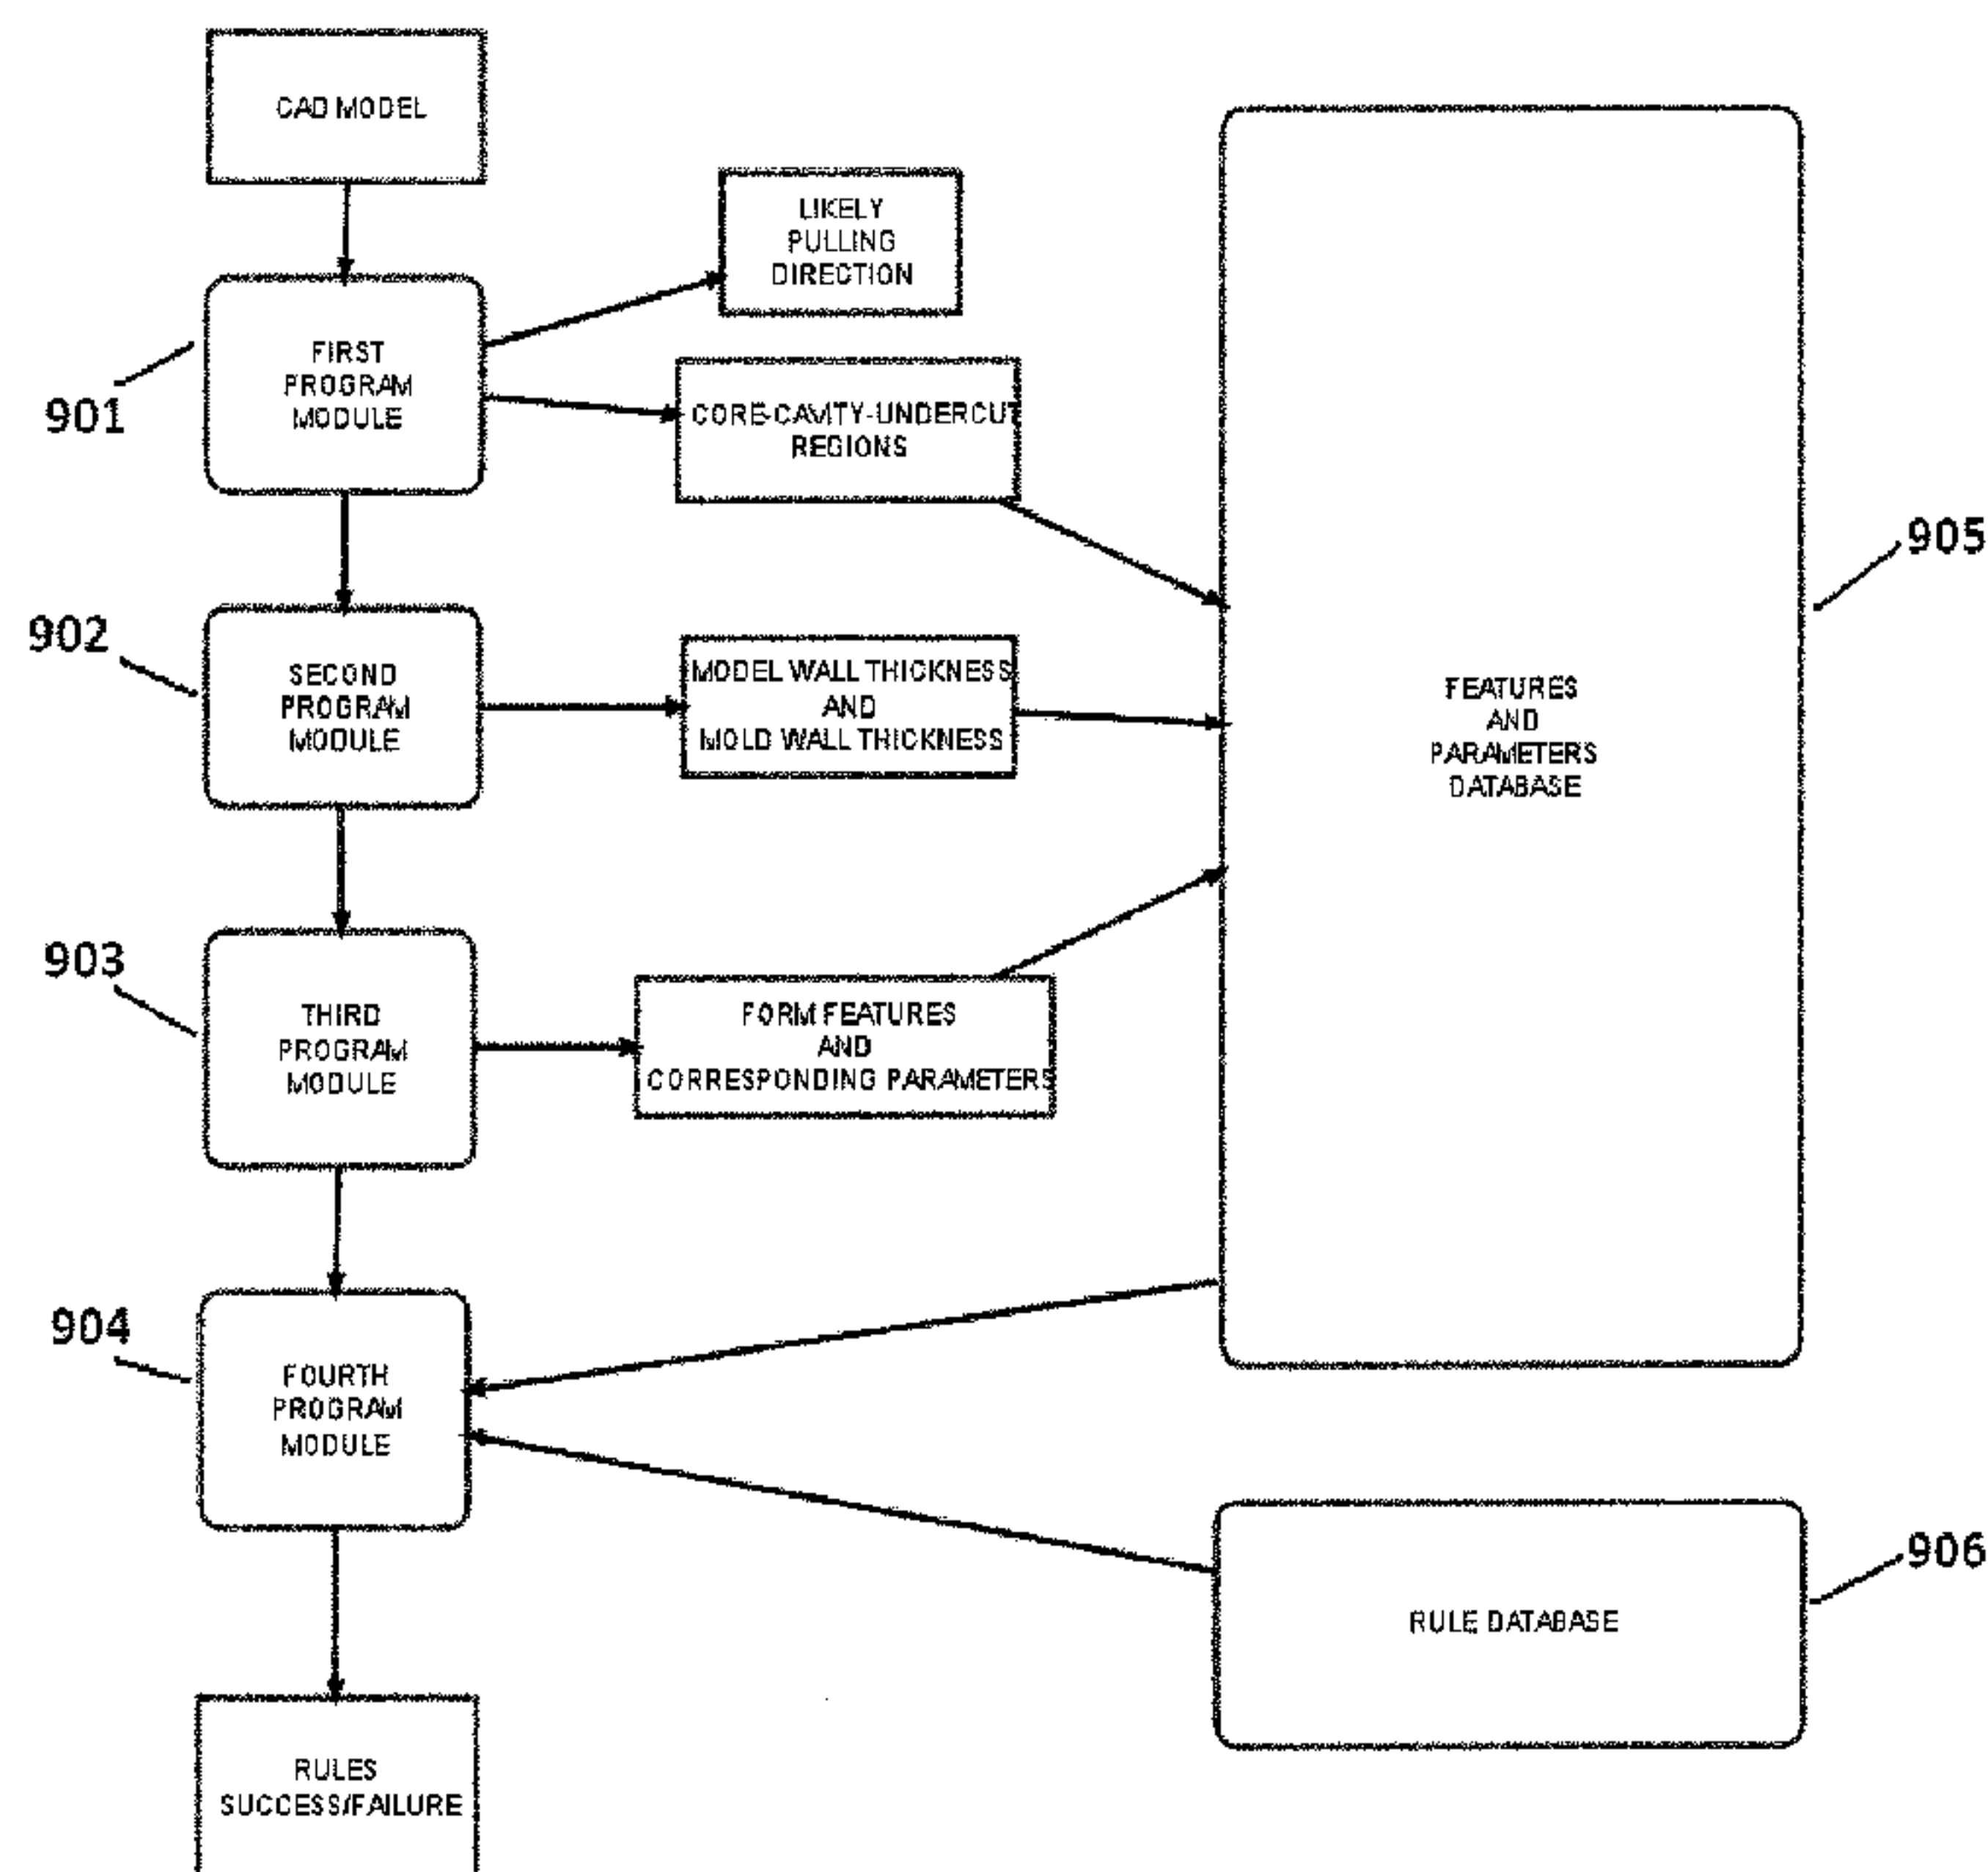 CAD MODEL
LIKELY
PULLING
DIRECTION
FIRST
PROGRAM
MODULE
901
CORE-CAVITY-UNDERCUT
REGIONS
905
902
SECOND
PROGRAM
MODULE
MODEL WALL THICKNESS
AND
MOLD WALL THICKNESS
FEATURES
AND
PARAMETERS
DATABASE
903
THIRD
PROGRAM
MODULE
FORM FEATURES
AND
CORRESPONDING PARAMETERS
904
FOURTH
PROGRAM
MODULE
906
RULE DATABASE
RULES
SUCCESS/FAILURE